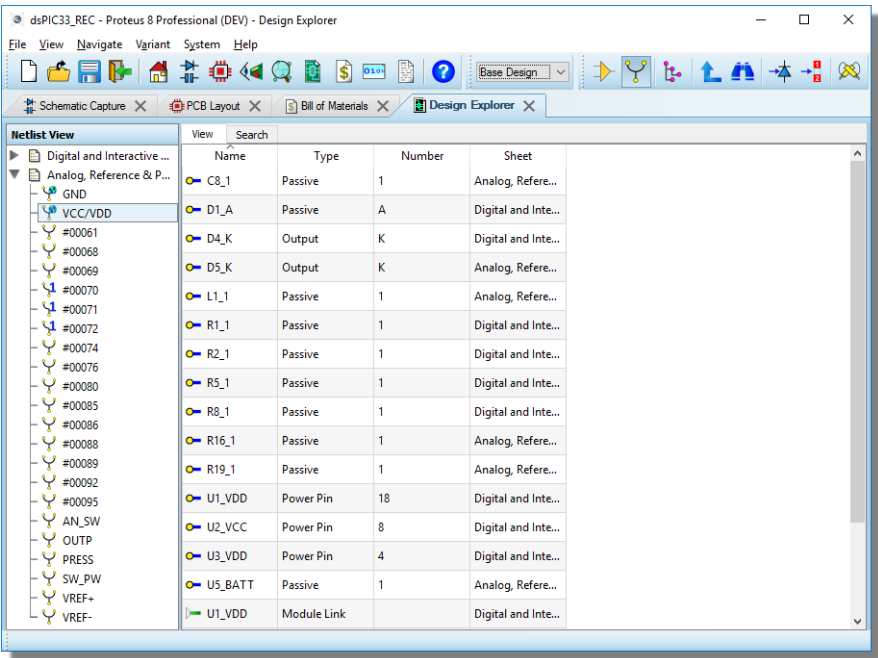 dsPIC33_REC - Proteus 8 Professional (DEV) - Design Explorer
File View Navigate Variant System Help
$ 0101 ? Base Design 1 2
Schematic Capture PCB Layout $ Bill of Materials Design Explorer
Netlist View
Digital and Interactive ...
Analog, Reference & P...
GND
VCC/VDD
#00061
#00068
#00069
1 #00070
1 #00071
1 #00072
#00074
#00076
#00080
#00085
#00086
#00088
#00089
#00092
#00095
AN_SW
OUTP
PRESS
SW_PW
VREF+
VREF-
View Search
Name Type Number Sheet
C8_1 Passive 1 Analog, Refere...
D1_A Passive A Digital and Inte...
D4_K Output K Digital and Inte...
D5_K Output K Analog, Refere...
L1_1 Passive 1 Analog, Refere...
R1_1 Passive 1 Digital and Inte...
R2_1 Passive 1 Digital and Inte...
R5_1 Passive 1 Digital and Inte...
R8_1 Passive 1 Digital and Inte...
R16_1 Passive 1 Analog, Refere...
R19_1 Passive 1 Analog, Refere...
U1_VDD Power Pin 18 Digital and Inte...
U2_VCC Power Pin 8 Digital and Inte...
U3_VDD Power Pin 4 Digital and Inte...
U5_BATT Passive 1 Analog, Refere...
U1_VDD Module Link Digital and Inte...